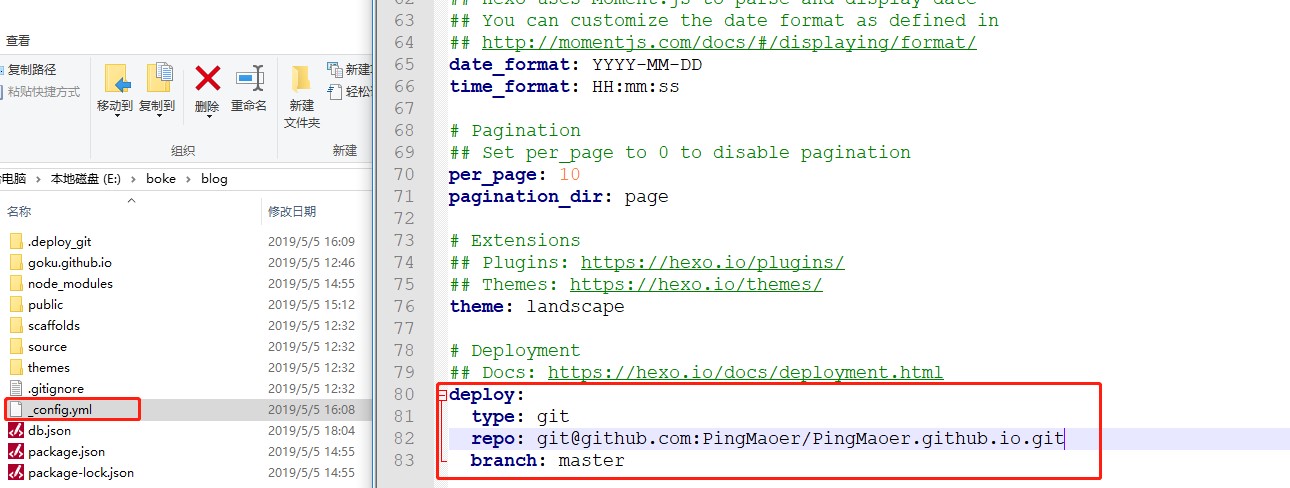 查看
复制路径
粘贴快捷方式
移动到 复制到 删除 重命名 新建文件夹
组织 新建
电脑 > 本地磁盘 (E:) > boke > blog
名称 修改日期
.deploy_git 2019/5/5 16:09
goku.github.io 2019/5/5 12:46
node_modules 2019/5/5 14:55
public 2019/5/5 15:12
scaffolds 2019/5/5 12:32
source 2019/5/5 12:32
themes 2019/5/5 12:32
.gitignore 2019/5/5 12:32
_config.yml 2019/5/5 16:08
db.json 2019/5/5 18:04
package.json 2019/5/5 14:55
package-lock.json 2019/5/5 14:55
62 ## Hexo uses Moment.js to parse and display date
63 ## You can customize the date format as defined in
64 ## http://momentjs.com/docs/#/displaying/format/
65 date_format: YYYY-MM-DD
66 time_format: HH:mm:ss
67
68 # Pagination
69 ## Set per_page to 0 to disable pagination
70 per_page: 10
71 pagination_dir: page
72
73 # Extensions
74 ## Plugins: https://hexo.io/plugins/
75 ## Themes: https://hexo.io/themes/
76 theme: landscape
77
78 # Deployment
79 ## Docs: https://hexo.io/docs/deployment.html
80 deploy:
81 type: git
82 repo: git@github.com:PingMaoer/PingMaoer.github.io.git
83 branch: master